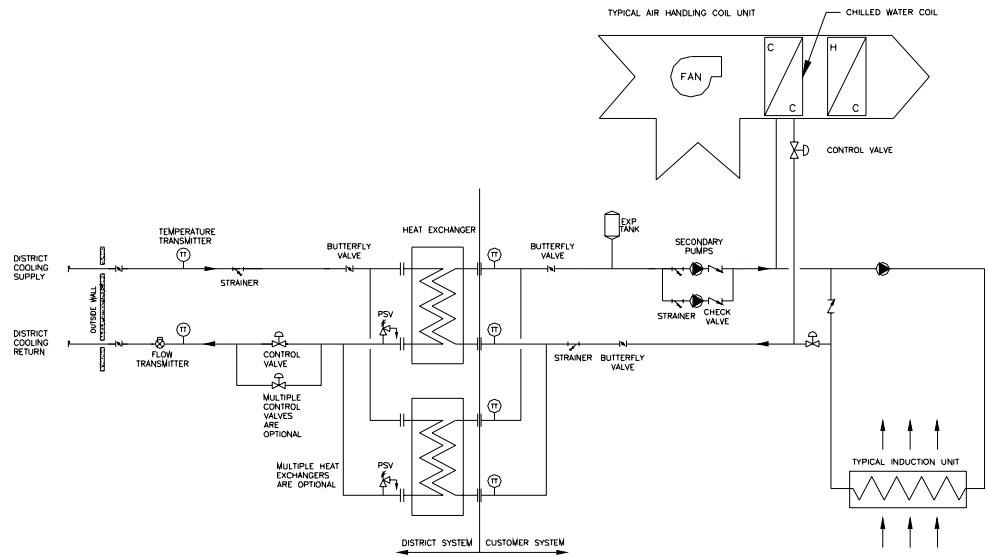 TYPICAL AIR HANDLING COIL UNIT
CHILLED WATER COIL
C
H
FAN
C
C
CONTROL VALVE
TEMPERATURE
TRANSMITTER
HEAT EXCHANGER
EXP
TANK
BUTTERFLY
VALVE
BUTTERFLY
VALVE
SECONDARY
PUMPS
TT
TT
DISTRICT
COOLING
SUPPLY
STRAINER
OUTSIDE WALL
PSV
STRAINER
CHECK
VALVE
TT
TT
DISTRICT
COOLING
RETURN
FLOW
TRANSMITTER
CONTROL
VALVE
STRAINER
BUTTERFLY
VALVE
MULTIPLE
CONTROL
VALVES
ARE
OPTIONAL
TT
MULTIPLE HEAT
EXCHANGERS
ARE OPTIONAL
PSV
TT
TYPICAL INDUCTION UNIT
DISTRICT SYSTEM
CUSTOMER SYSTEM